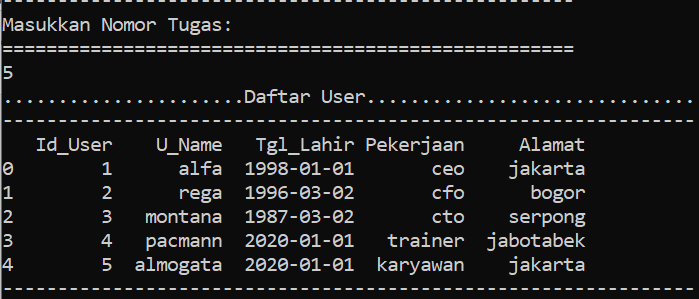 -----------------------------------------------------
Masukkan Nomor Tugas:
=====================================================
5
......................Daftar User..............................
----------------------------------------------------------------
   Id_User    U_Name   Tgl_Lahir Pekerjaan     Alamat
0        1      alfa  1998-01-01       ceo    jakarta
1        2      rega  1996-03-02       cfo      bogor
2        3   montana  1987-03-02       cto    serpong
3        4   pacmann  2020-01-01   trainer  jabotabek
4        5  almogata  2020-01-01  karyawan    jakarta
----------------------------------------------------------------